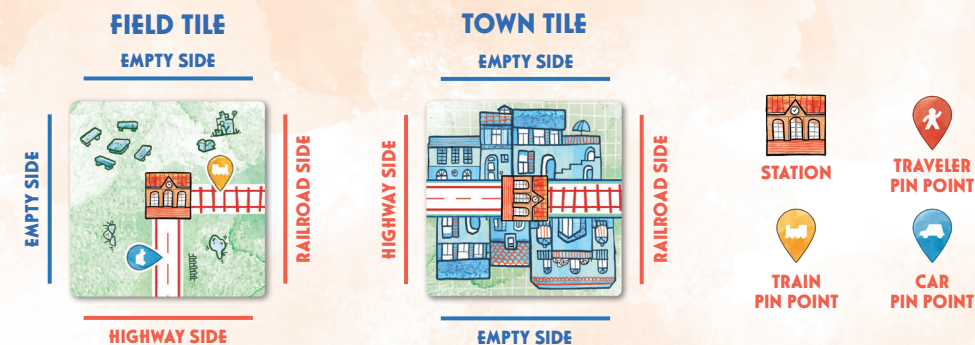 FIELD TILE
EMPTY SIDE
EMPTY SIDE
RAILROAD SIDE
HIGHWAY SIDE
TOWN TILE
EMPTY SIDE
HIGHWAY SIDE
RAILROAD SIDE
EMPTY SIDE
STATION
TRAVELER
PIN POINT
TRAIN
PIN POINT
CAR
PIN POINT